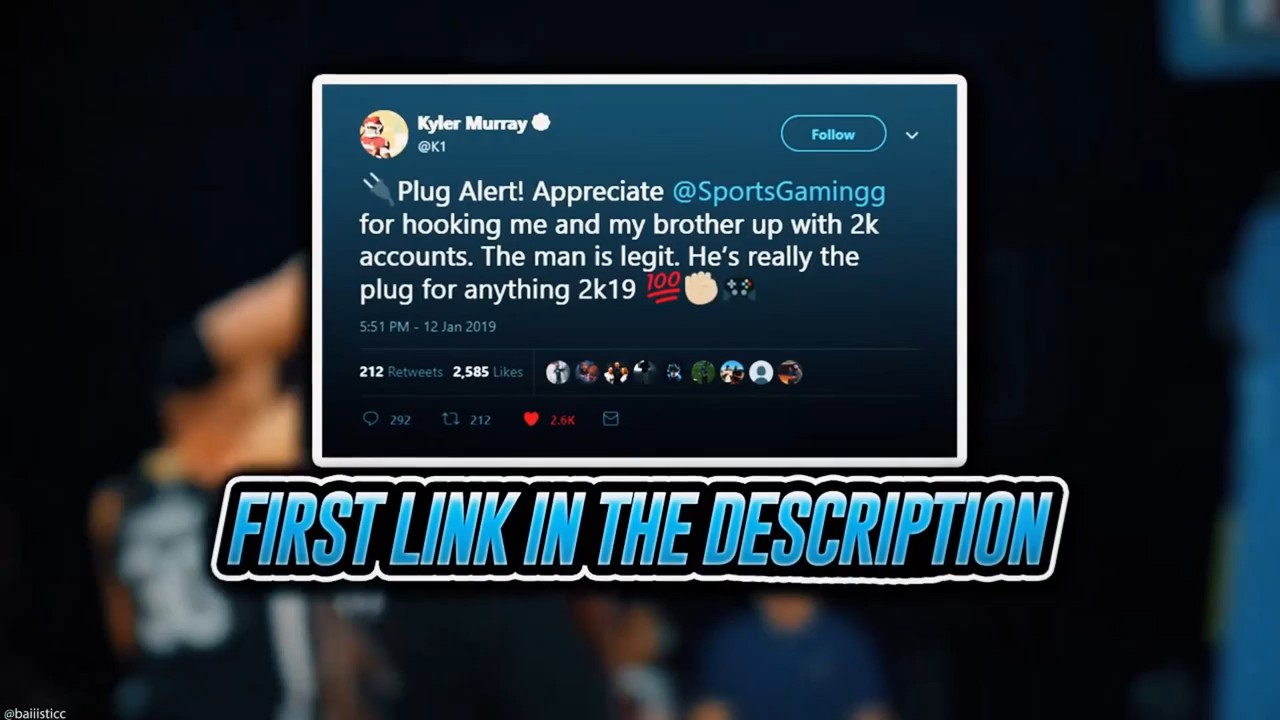 Kyler Murray
@K1
Follow
🔌Plug Alert! Appreciate @SportsGamingg
for hooking me and my brother up with 2k
accounts. The man is legit. He’s really the
plug for anything 2k19 💯✊🏼🎮
5:51 PM - 12 Jan 2019
212 Retweets 2,585 Likes
292 212 2.6K
FIRST LINK IN THE DESCRIPTION
@baiiisticc